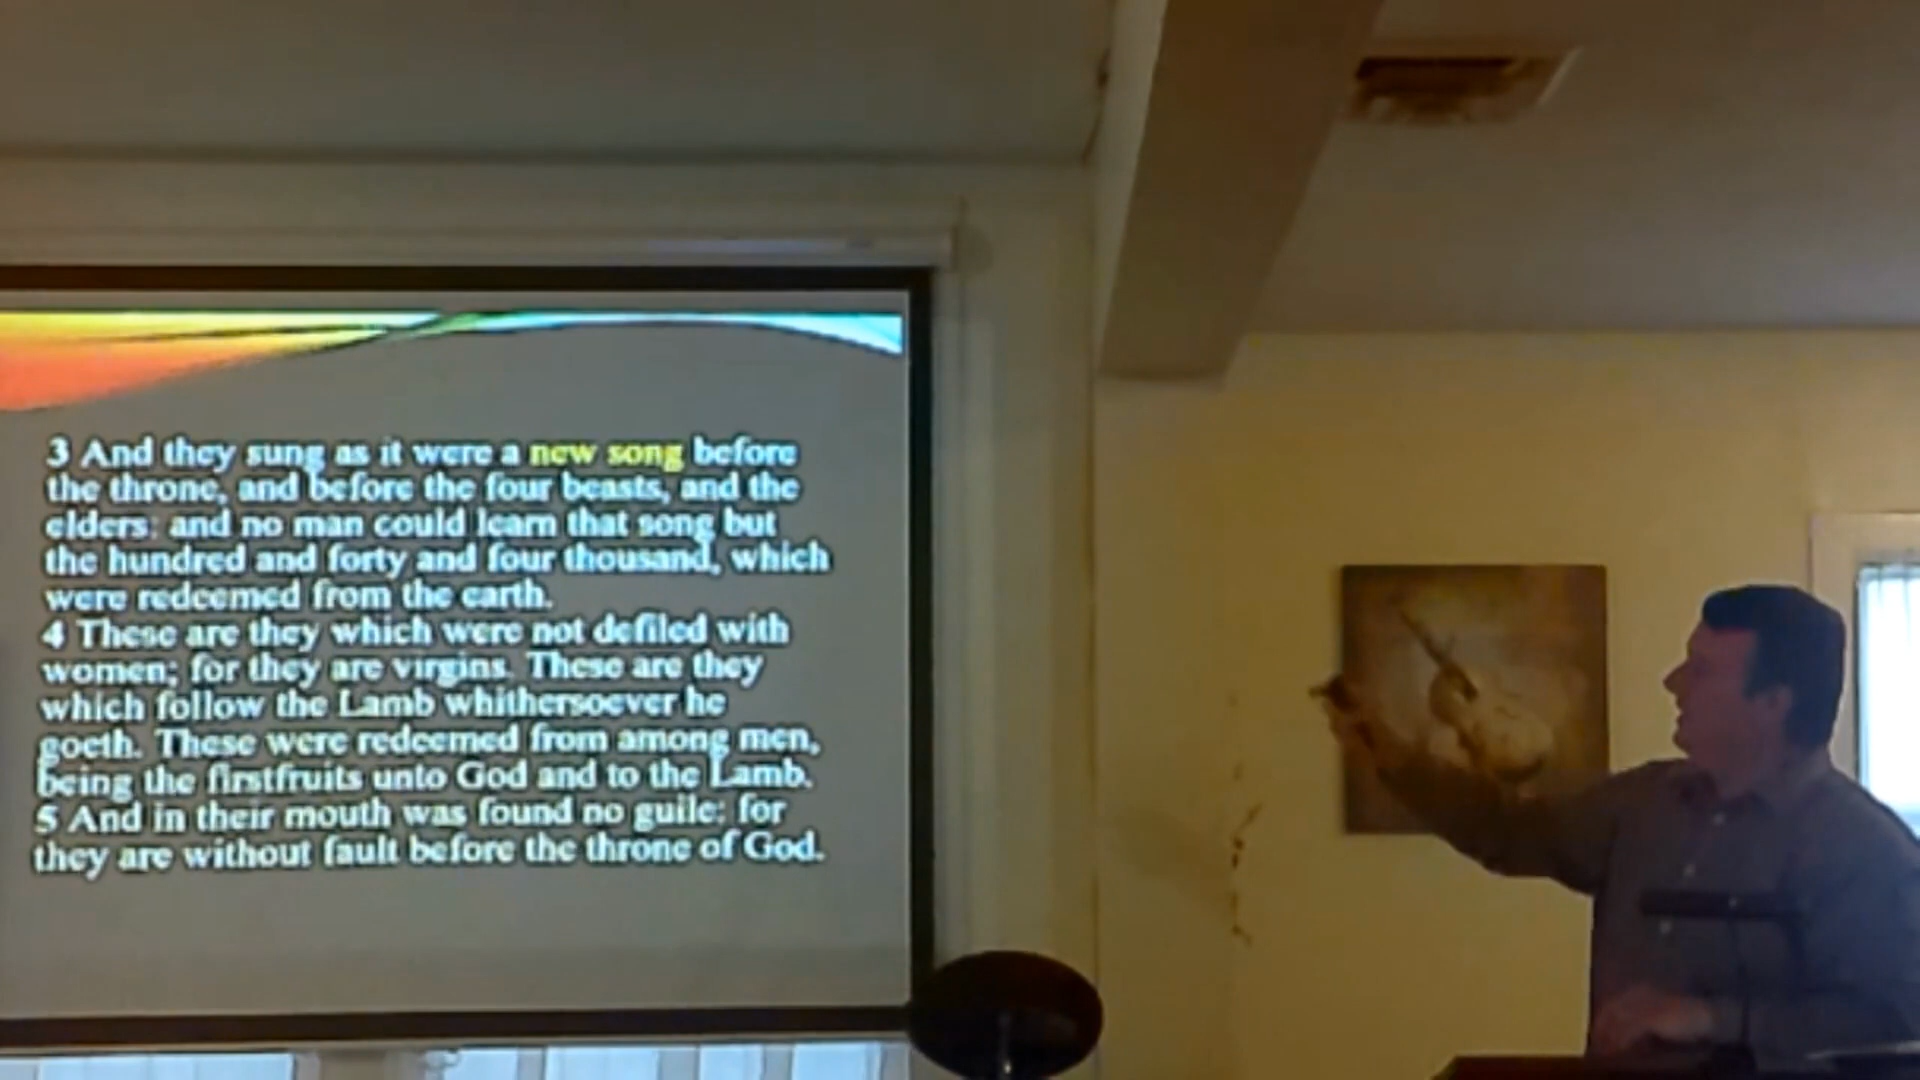 3 And they sung as it were a new song before
the throne, and before the four beasts, and the
elders: and no man could learn that song but
the hundred and forty and four thousand, which
were redeemed from the earth.
4 These are they which were not defiled with
women; for they are virgins. These are they
which follow the Lamb whithersoever he
goeth. These were redeemed from among men,
being the firstfruits unto God and to the Lamb.
5 And in their mouth was found no guile: for
they are without fault before the throne of God.